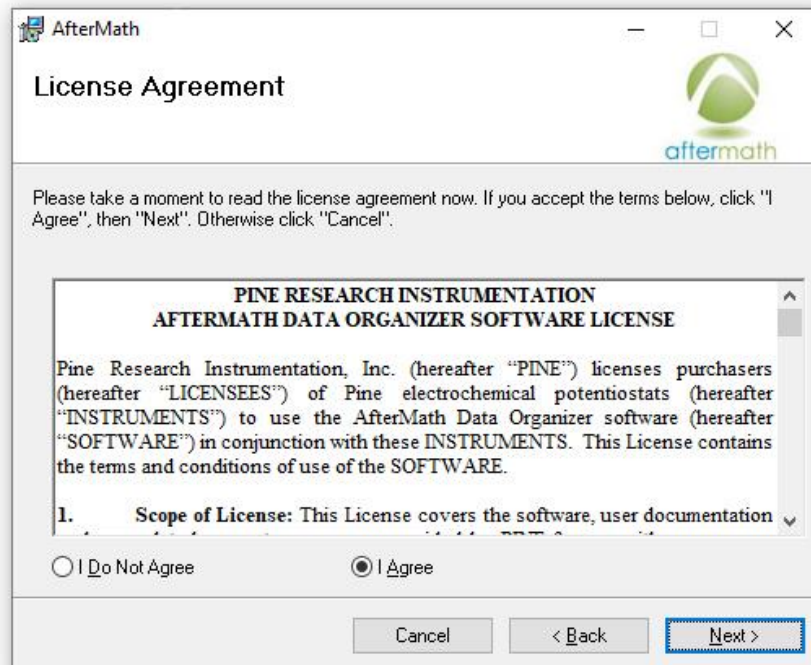 AfterMath
License Agreement
aftermath
Please take a moment to read the license agreement now. If you accept the terms below, click "I
Agree", then "Next". Otherwise click "Cancel".
PINE RESEARCH INSTRUMENTATION
AFTERMATH DATA ORGANIZER SOFTWARE LICENSE
Pine Research Instrumentation, Inc. (hereafter “PINE”) licenses purchasers
(hereafter “LICENSEES”) of Pine electrochemical potentiostats (hereafter
“INSTRUMENTS”) to use the AfterMath Data Organizer software (hereafter
“SOFTWARE”) in conjunction with these INSTRUMENTS. This License contains
the terms and conditions of use of the SOFTWARE.
1. Scope of License: This License covers the software, user documentation
I Do Not Agree
I Agree
Cancel
< Back
Next >